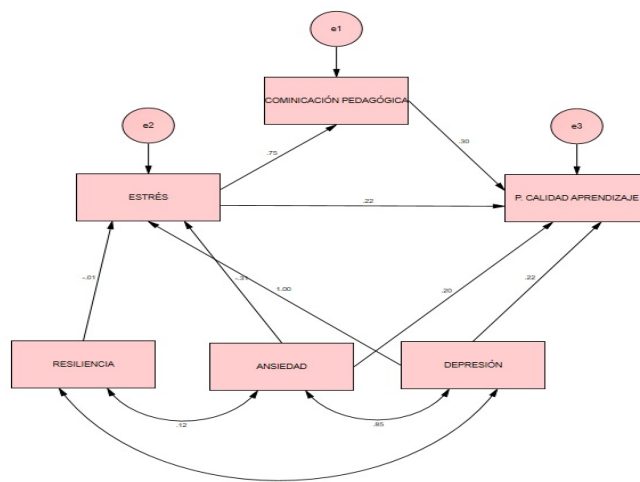 e1
COMINICACIÓN PEDAGÓGICA
e2
e3
.75
.30
ESTRÉS
.22
P. CALIDAD APRENDIZAJE
-.01
-.31
1.00
.20
.22
RESILIENCIA
ANSIEDAD
DEPRESIÓN
.12
.85